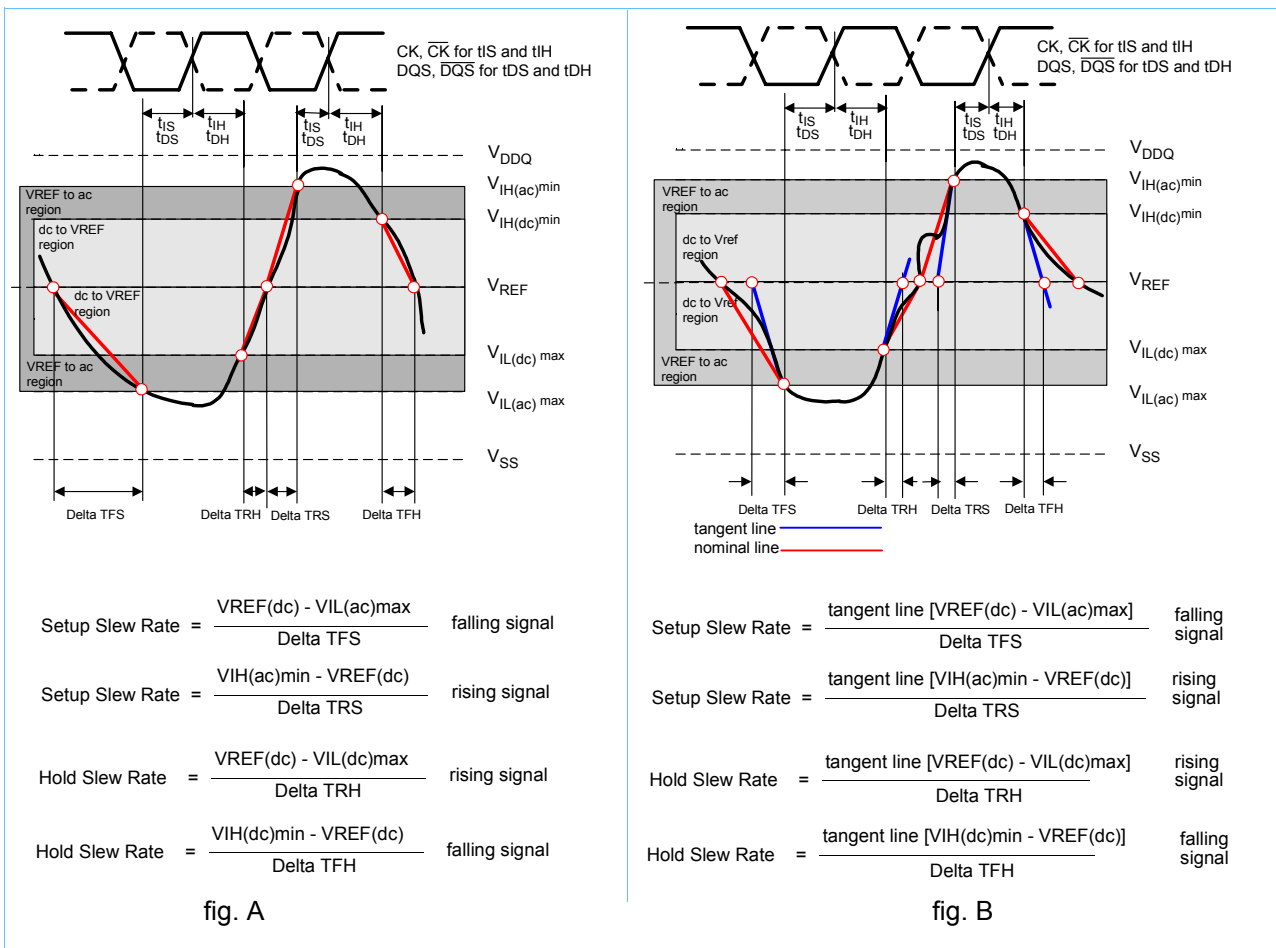 CK, CK for tIS and tIH
DQS, DQS for tDS and tDH
tIS
tDS
tIH
tDH
tIS
tDS
tIH
tDH
VDDQ
VREF to ac
region
VIH(ac)min
VIH(dc)min
dc to VREF
region
VREF
dc to VREF
region
VIL(dc) max
VREF to ac
region
VIL(ac) max
VSS
Delta TFS
Delta TRH
Delta TRS
Delta TFH
Setup Slew Rate =
VREF(dc) - VIL(ac)max
Delta TFS
falling signal
Setup Slew Rate =
VIH(ac)min - VREF(dc)
Delta TRS
rising signal
Hold Slew Rate =
VREF(dc) - VIL(dc)max
Delta TRH
rising signal
Hold Slew Rate =
VIH(dc)min - VREF(dc)
Delta TFH
falling signal
fig. A
CK, CK for tIS and tIH
DQS, DQS for tDS and tDH
tIS
tDS
tIH
tDH
tIS
tDS
tIH
tDH
VDDQ
VREF to ac
region
VIH(ac)min
VIH(dc)min
dc to Vref
region
VREF
dc to Vref
region
VIL(dc) max
VREF to ac
region
VIL(ac) max
VSS
Delta TFS
Delta TRH
Delta TRS
Delta TFH
tangent line
nominal line
Setup Slew Rate =
tangent line [VREF(dc) - VIL(ac)max]
Delta TFS
falling
signal
Setup Slew Rate =
tangent line [VIH(ac)min - VREF(dc)]
Delta TRS
rising
signal
Hold Slew Rate =
tangent line [VREF(dc) - VIL(dc)max]
Delta TRH
rising
signal
Hold Slew Rate =
tangent line [VIH(dc)min - VREF(dc)]
Delta TFH
falling
signal
fig. B